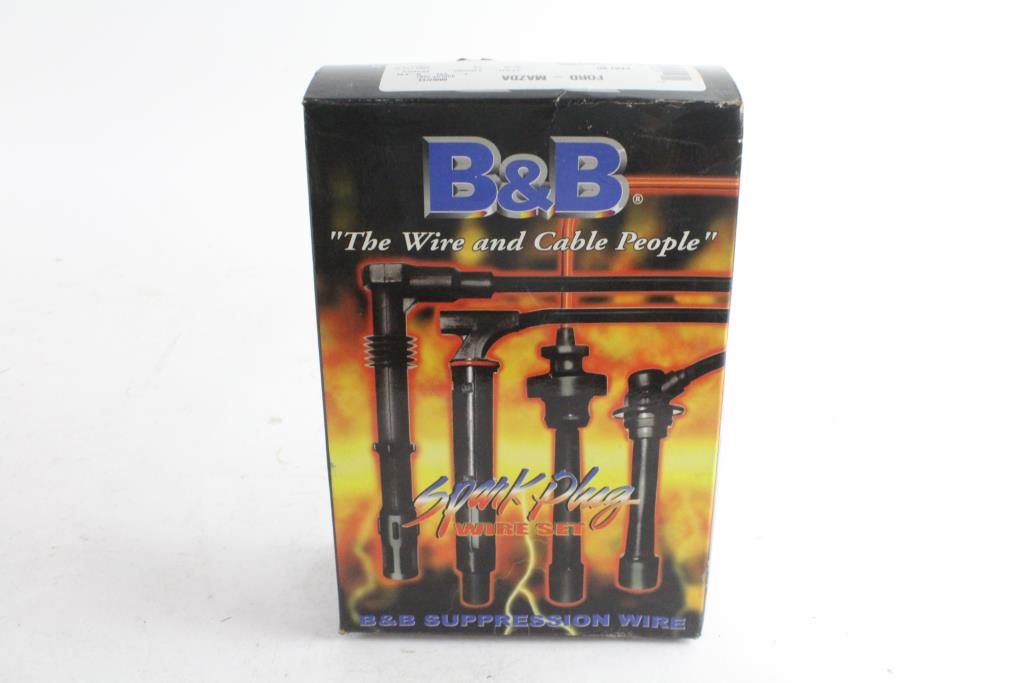 FORD - MAZDA
B&B®
"The Wire and Cable People"
Spark Plug
WIRE SET
B&B SUPPRESSION WIRE